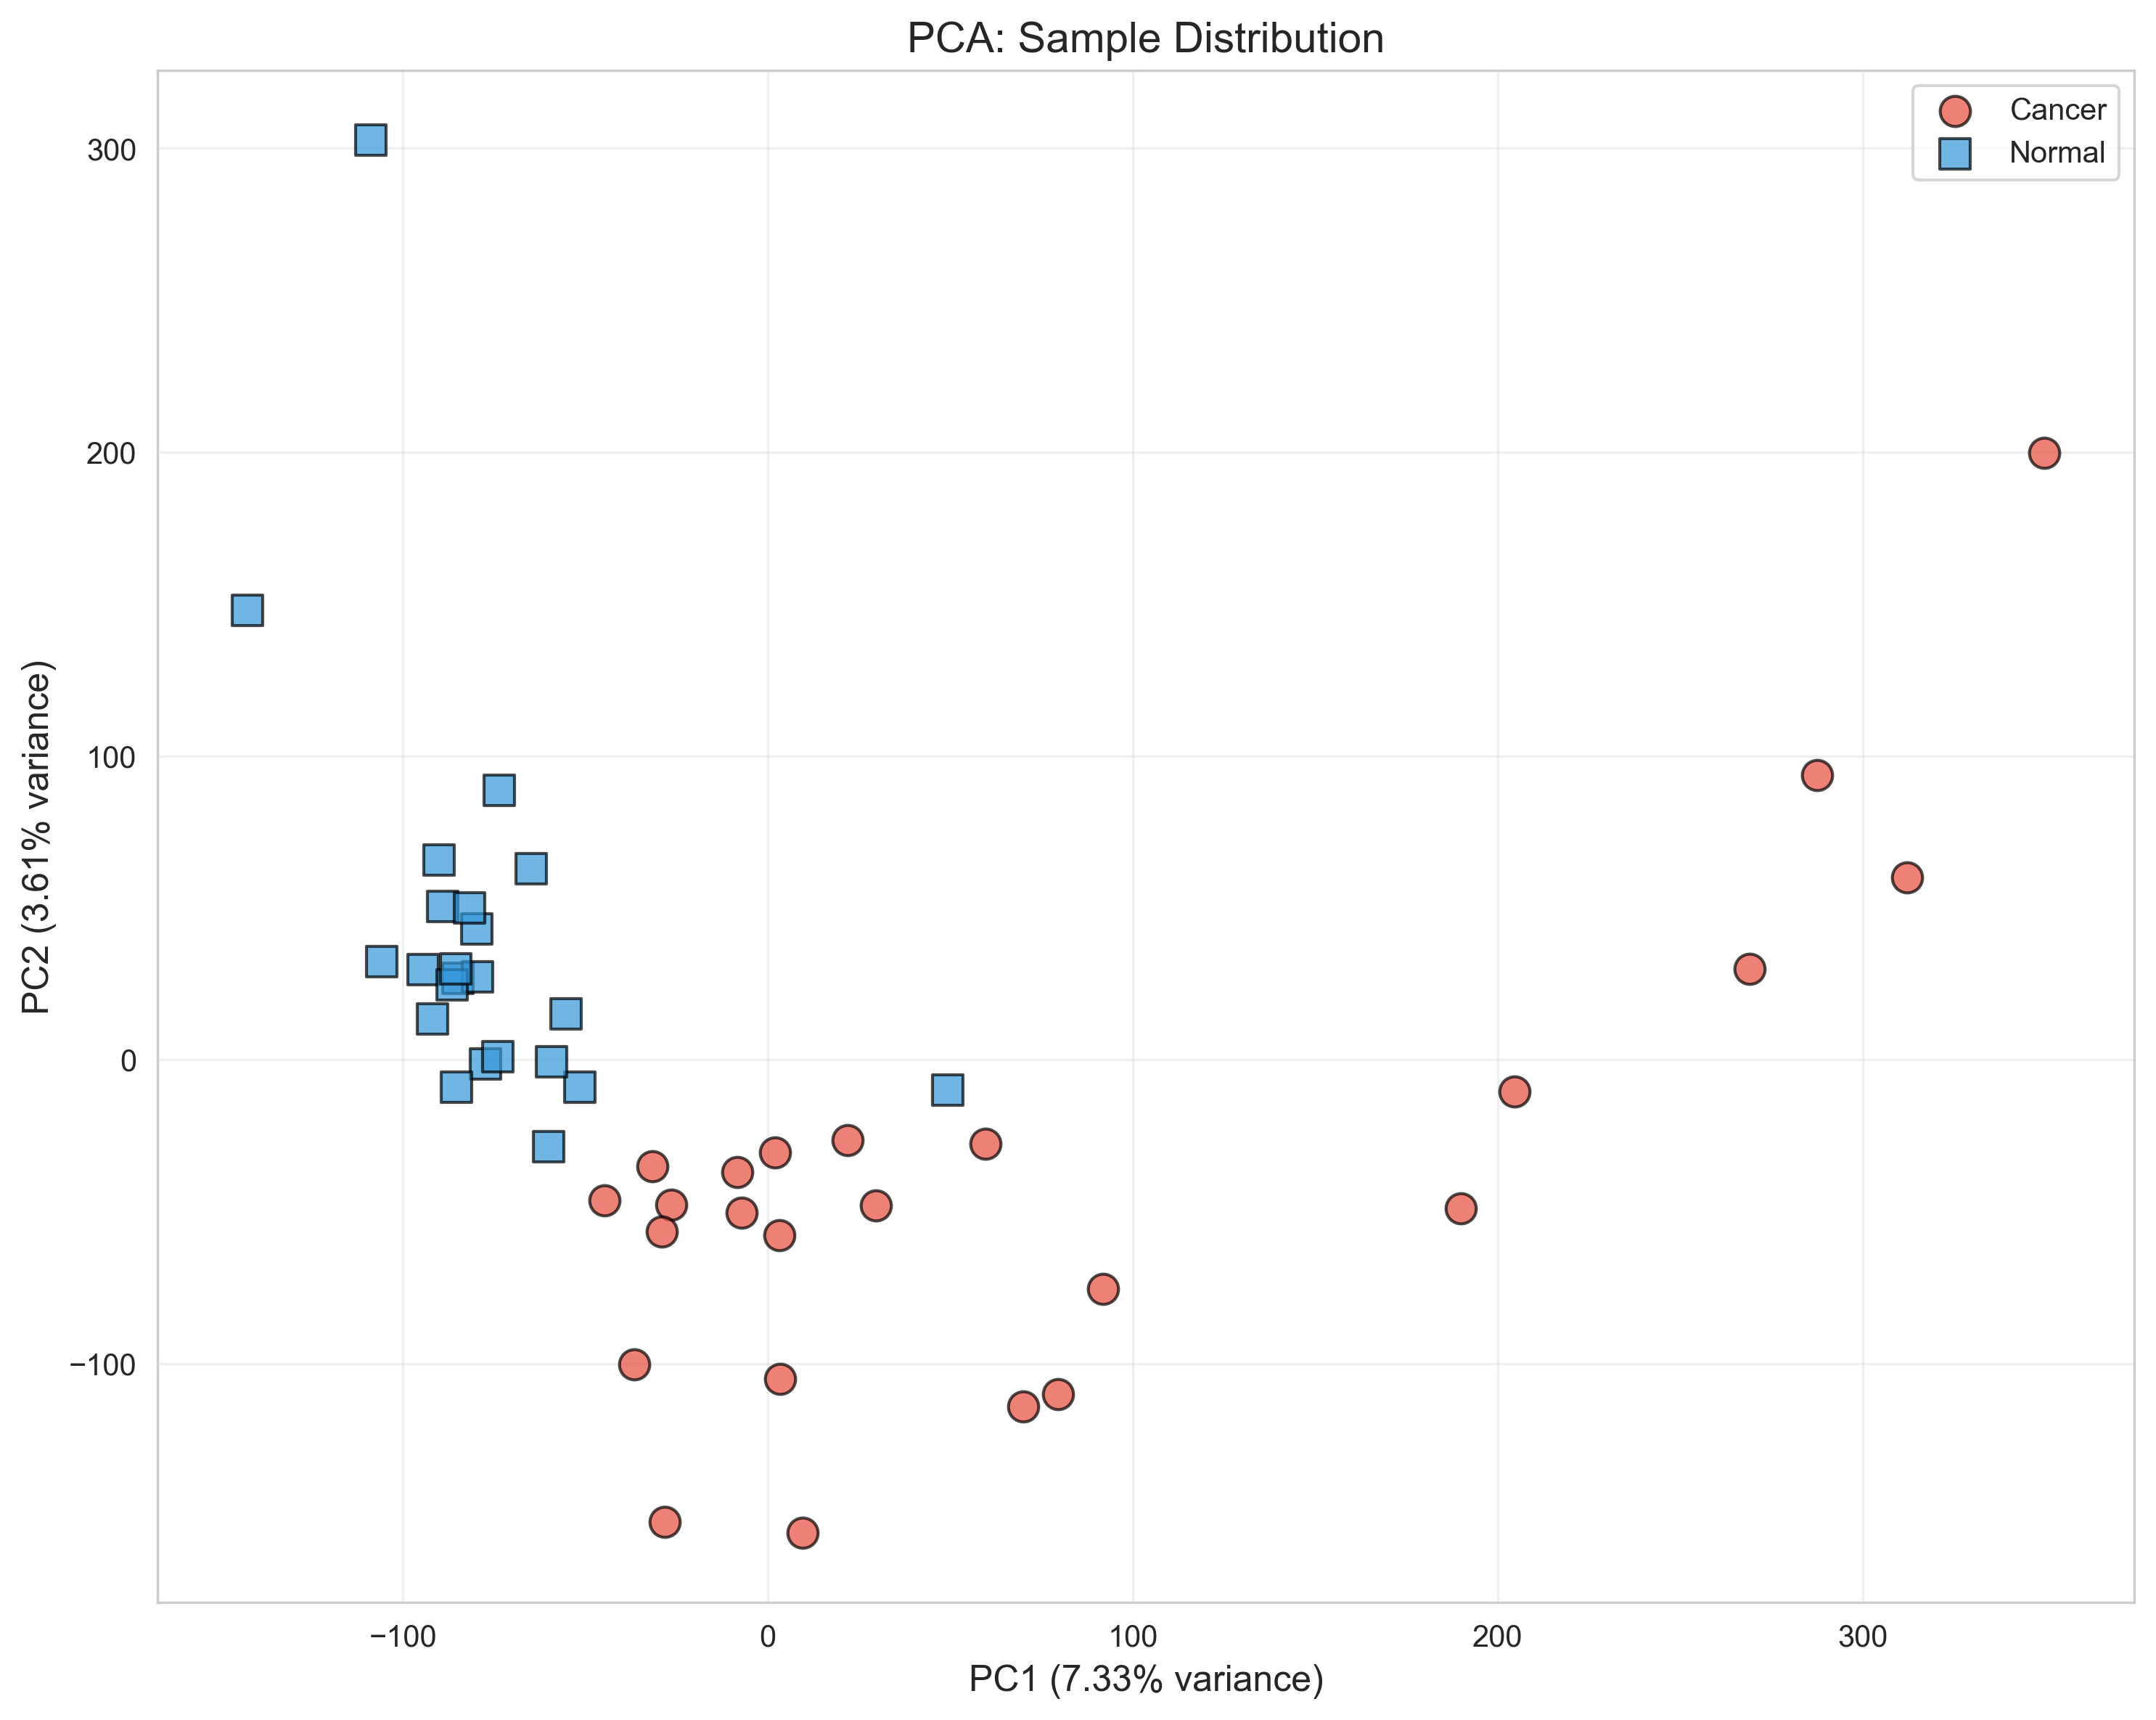 PCA: Sample Distribution
Cancer
Normal
300
200
100
0
−100
PC2 (3.61% variance)
−100
0
100
200
300
PC1 (7.33% variance)